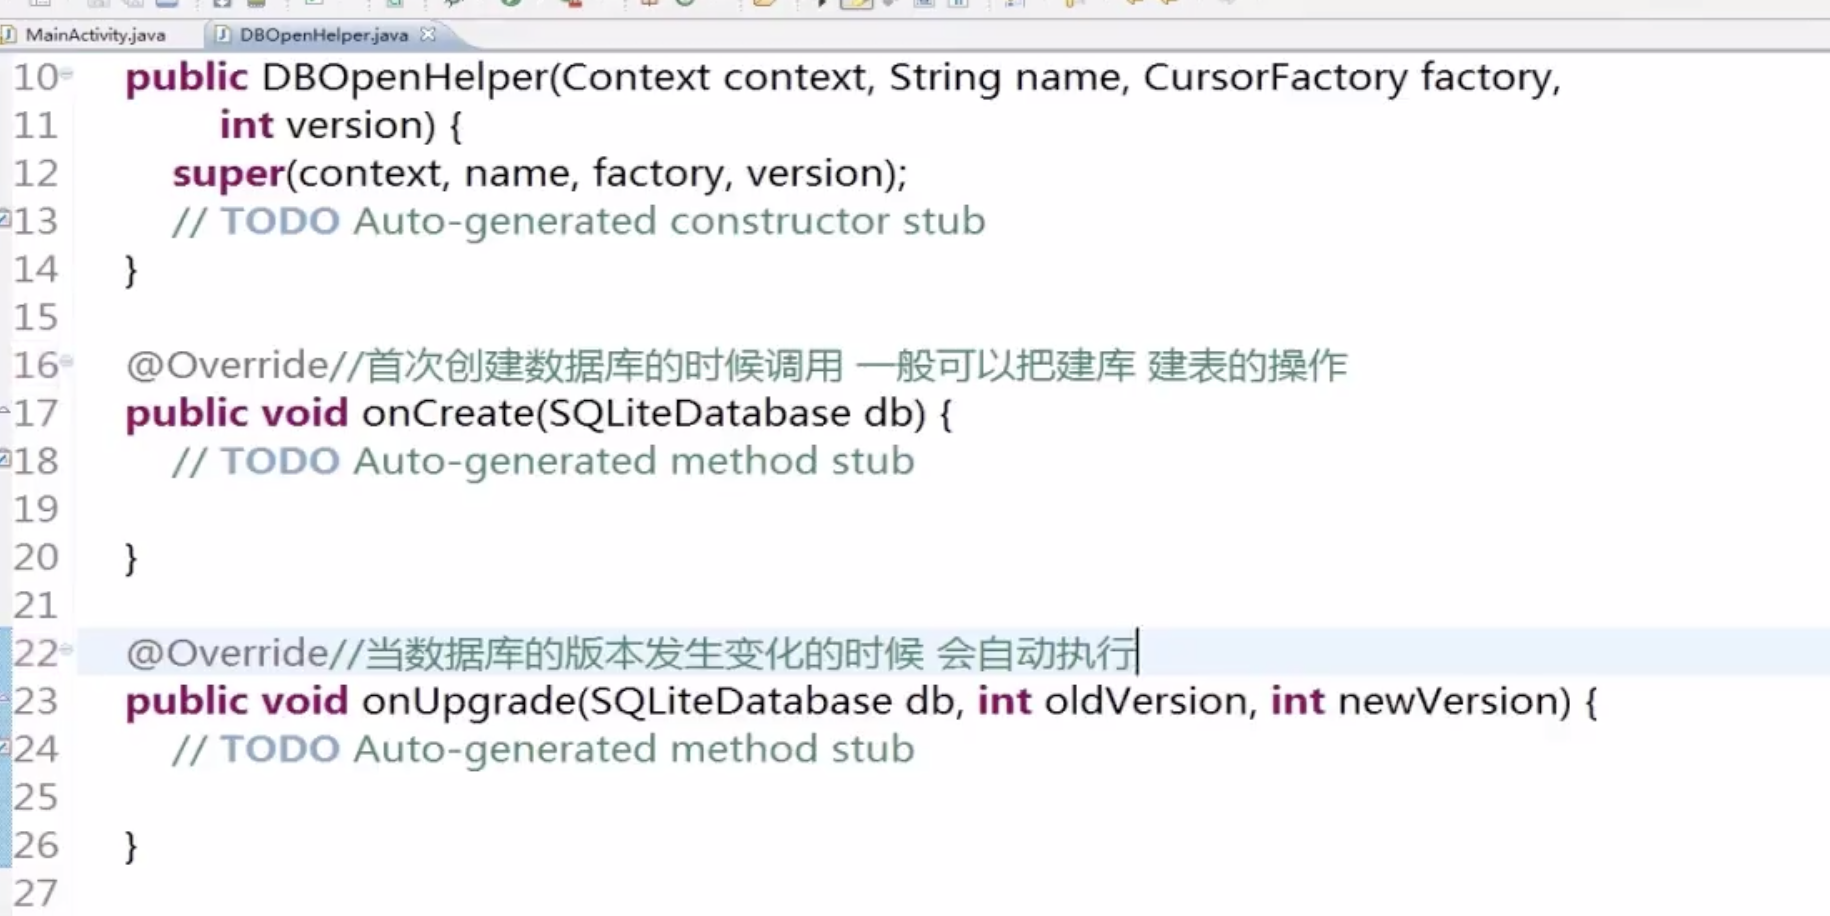 MainActivity.java DBOpenHelper.java
10 public DBOpenHelper(Context context, String name, CursorFactory factory,
11 int version) {
12 super(context, name, factory, version);
13 // TODO Auto-generated constructor stub
14 }
15
16 @Override//首次创建数据库的时候调用 一般可以把建库 建表的操作
17 public void onCreate(SQLiteDatabase db) {
18 // TODO Auto-generated method stub
19
20 }
21
22 @Override//当数据库的版本发生变化的时候 会自动执行
23 public void onUpgrade(SQLiteDatabase db, int oldVersion, int newVersion) {
24 // TODO Auto-generated method stub
25
26 }
27